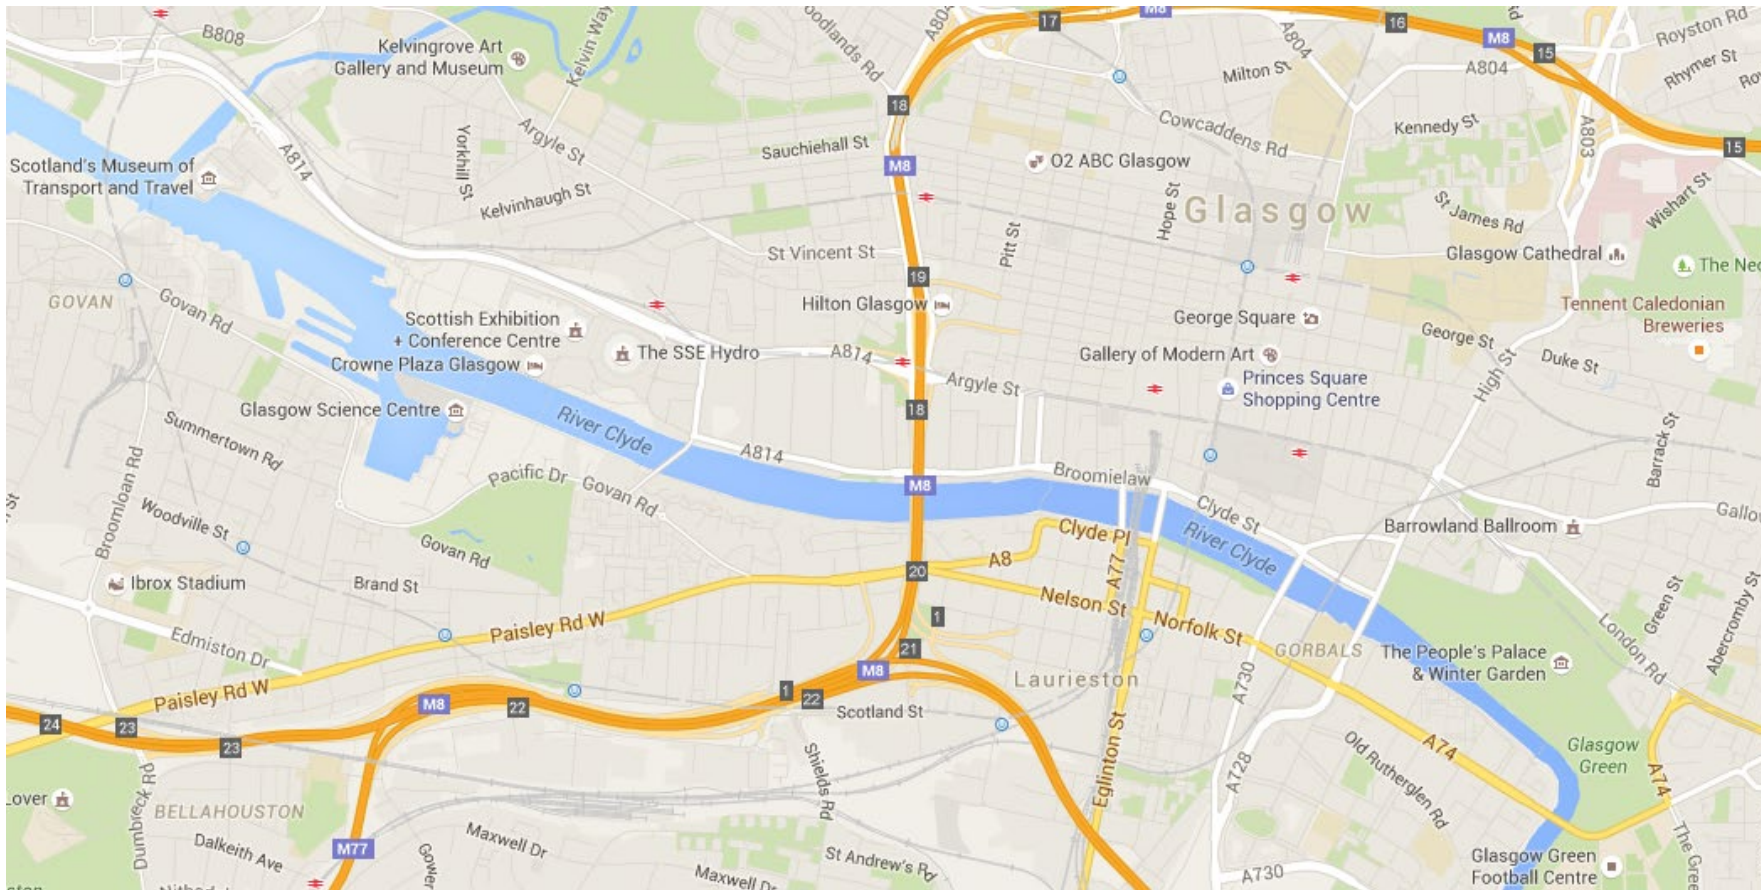 B808
Kelvingrove Art
Gallery and Museum
Kelvin Way
oodlands Rd
A804
17
M8
A804
16
M8
15
Rd
Royston Rd
Rhymer St
Milton St
A804
18
Cowcaddens Rd
Kennedy St
A803
15
Argyle St
Yorkhill St
Sauchiehall St
M8
O2 ABC Glasgow
A814
Scotland's Museum of
Transport and Travel
Kelvinhaugh St
Hope St
Glasgow
St James Rd
Wishart St
Pitt St
St Vincent St
Glasgow Cathedral
The Nec
19
GOVAN
Govan Rd
Hilton Glasgow
Tennent Caledonian
Breweries
Scottish Exhibition
+ Conference Centre
George Square
George St
The SSE Hydro
A814
Gallery of Modern Art
Duke St
Crowne Plaza Glasgow
Argyle St
Princes Square
Shopping Centre
High St
Glasgow Science Centre
18
River Clyde
Summertown Rd
Barrack St
A814
Broomloan Rd
Pacific Dr
Govan Rd
M8
Broomielaw
Clyde St
Woodville St
Barrowland Ballroom
Gallo
Govan Rd
Clyde Pl
River Clyde
A8
A77
20
Ibrox Stadium
Brand St
Nelson St
Green St
Abercromby St
1
Paisley Rd W
Norfolk St
London Rd
Edmiston Dr
21
GORBALS
The People's Palace
& Winter Garden
M8
Laurieston
A730
1
22
Paisley Rd W
M8
22
Scotland St
24
23
23
Eglinton St
A74
Glasgow
Green
Old Rutherglen Rd
A728
A74
Shields Rd
Dumbreck Rd
Lover
BELLAHOUSTON
Dalkeith Ave
M77
Maxwell Dr
Gower
Maxwell Dr
St Andrew's Rd
A730
Glasgow Green
Football Centre
The Gree